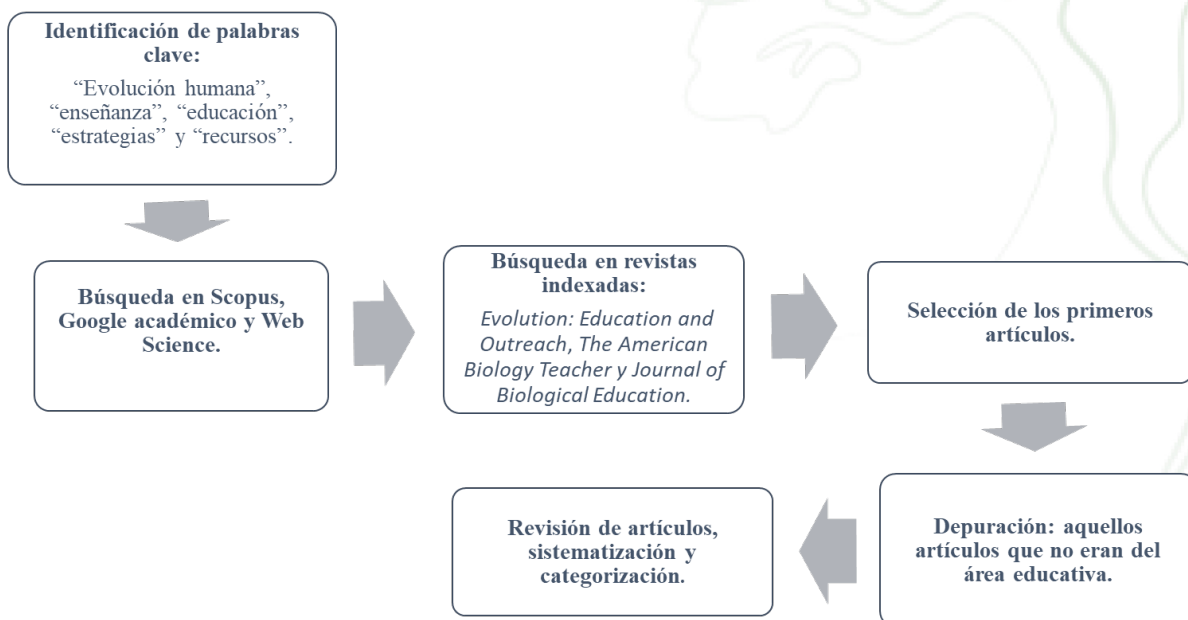 Identificación de palabras
clave:
“Evolución humana”,
“enseñanza”, “educación”,
“estrategias” y “recursos”.
Búsqueda en Scopus,
Google académico y Web
Science.
Búsqueda en revistas
indexadas:
Evolution: Education and
Outreach, The American
Biology Teacher y Journal of
Biological Education.
Selección de los primeros
artículos.
Depuración: aquellos
artículos que no eran del
área educativa.
Revisión de artículos,
sistematización y
categorización.